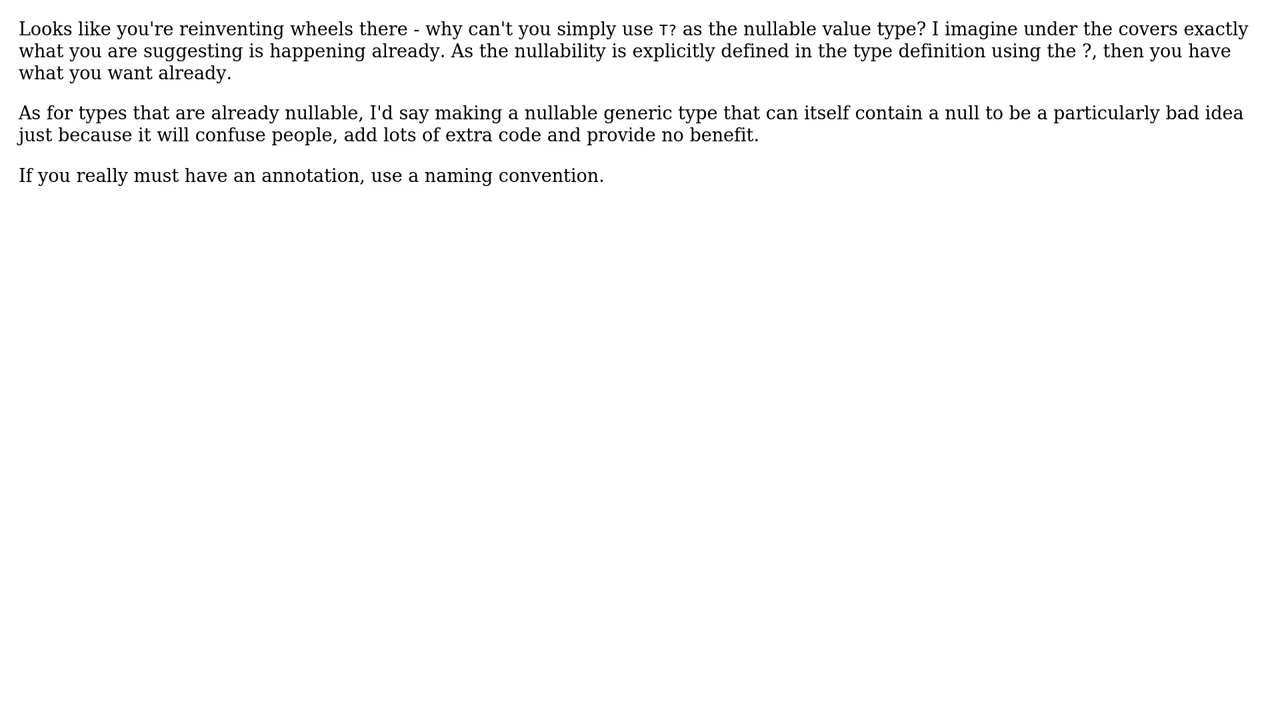 Looks like you're reinventing wheels there - why can't you simply use T? as the nullable value type? I imagine under the covers exactly
what you are suggesting is happening already. As the nullability is explicitly defined in the type definition using the ?, then you have
what you want already.
As for types that are already nullable, I'd say making a nullable generic type that can itself contain a null to be a particularly bad idea
just because it will confuse people, add lots of extra code and provide no benefit.
If you really must have an annotation, use a naming convention.